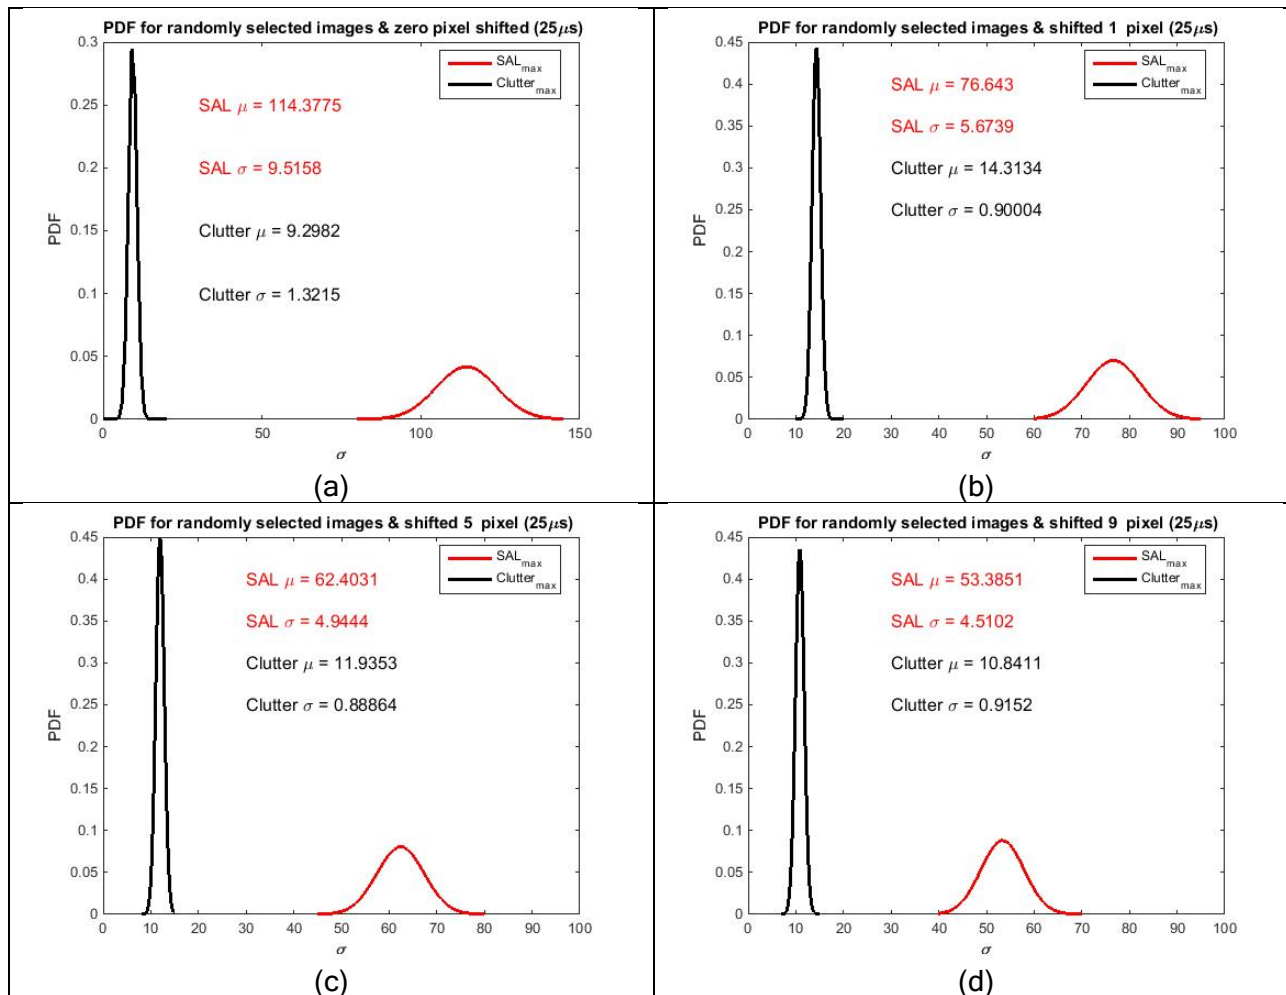 PDF for randomly selected images & zero pixel shifted (25μs)
0.3
0.25
0.2
0.15
0.1
0.05
0
PDF
SAL μ = 114.3775
SAL σ = 9.5158
Clutter μ = 9.2982
Clutter σ = 1.3215
SALmax
Cluttermax
0 50 100 150
σ
(a)
PDF for randomly selected images & shifted 1 pixel (25μs)
0.45
0.4
0.35
0.3
0.25
0.2
0.15
0.1
0.05
0
PDF
SAL μ = 76.643
SAL σ = 5.6739
Clutter μ = 14.3134
Clutter σ = 0.90004
SALmax
Cluttermax
0 10 20 30 40 50 60 70 80 90 100
σ
(b)
PDF for randomly selected images & shifted 5 pixel (25μs)
0.45
0.4
0.35
0.3
0.25
0.2
0.15
0.1
0.05
0
PDF
SAL μ = 62.4031
SAL σ = 4.9444
Clutter μ = 11.9353
Clutter σ = 0.88864
SALmax
Cluttermax
0 10 20 30 40 50 60 70 80 90 100
σ
(c)
PDF for randomly selected images & shifted 9 pixel (25μs)
0.45
0.4
0.35
0.3
0.25
0.2
0.15
0.1
0.05
0
PDF
SAL μ = 53.3851
SAL σ = 4.5102
Clutter μ = 10.8411
Clutter σ = 0.9152
SALmax
Cluttermax
0 10 20 30 40 50 60 70 80 90 100
σ
(d)